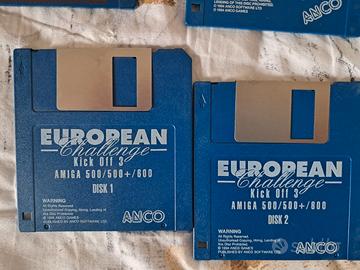 LENDING OF THIS DISC PROHIBITED.
© 1994 ANCO SOFTWARE LTD
ANCO
EUROPEAN
Challenge
Kick Off 3
AMIGA 500/500+/600
DISK 1
WARNING
All Rights Reserved.
Unauthorised Copying, Hiring, Lending of
this Disc Prohibited.
© 1994 ANCO GAMES
PUBLISHED BY ANCO SOFTWARE LTD
ANCO
EUROPEAN
Challenge
Kick Off 3
AMIGA 500/500+/600
DISK 2
WARNING
All Rights Reserved.
Unauthorised Copying, Hiring, Lending of
this Disc Prohibited.
© 1994 ANCO GAMES
PUBLISHED BY ANCO SOFTWARE LTD
ANCO